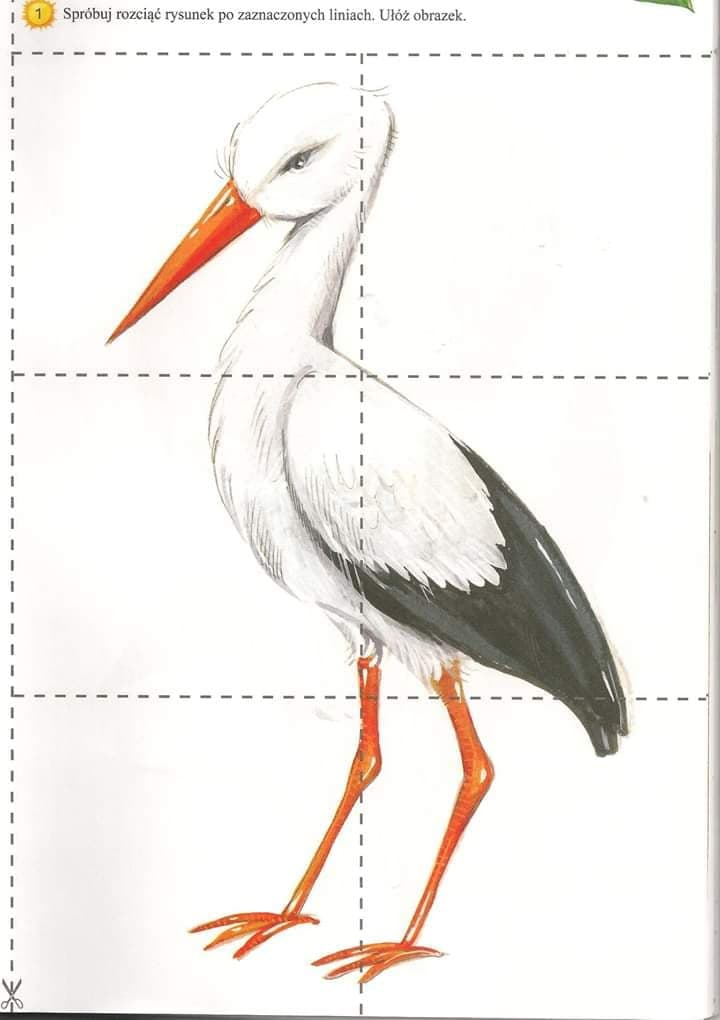 1 Spróbuj rozciąć rysunek po zaznaczonych liniach. Ułóż obrazek.